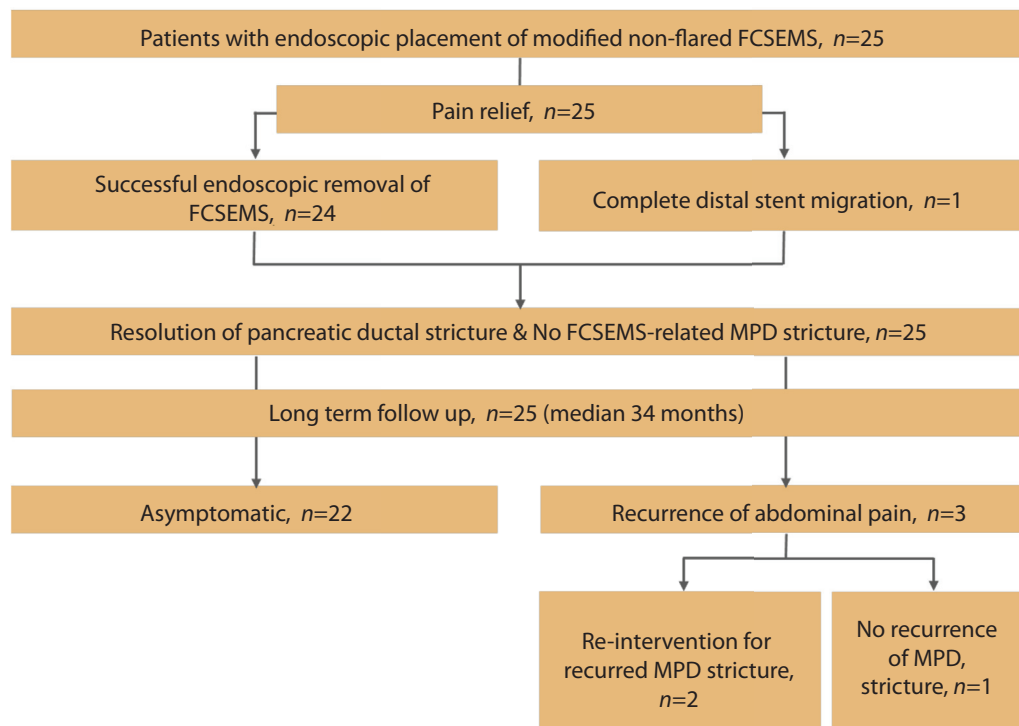 Patients with endoscopic placement of modified non-flared FCSEMS, n=25
Pain relief, n=25
Successful endoscopic removal of
FCSEMS, n=24
Complete distal stent migration, n=1
Resolution of pancreatic ductal stricture & No FCSEMS-related MPD stricture, n=25
Long term follow up, n=25 (median 34 months)
Asymptomatic, n=22
Recurrence of abdominal pain, n=3
Re-intervention for
recurred MPD stricture,
n=2
No recurrence
of MPD,
stricture, n=1